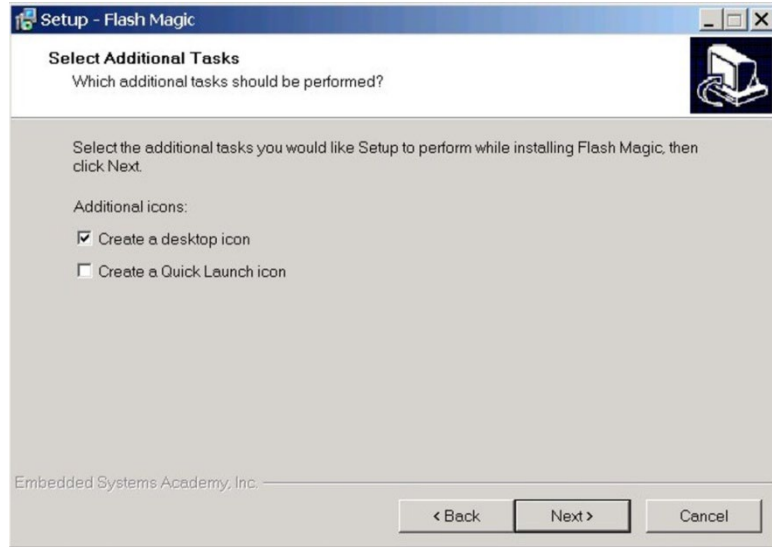 Setup - Flash Magic
Select Additional Tasks
Which additional tasks should be performed?
Select the additional tasks you would like Setup to perform while installing Flash Magic, then
click Next.
Additional icons:
Create a desktop icon
Create a Quick Launch icon
Embedded Systems Academy, Inc.
< Back
Next >
Cancel